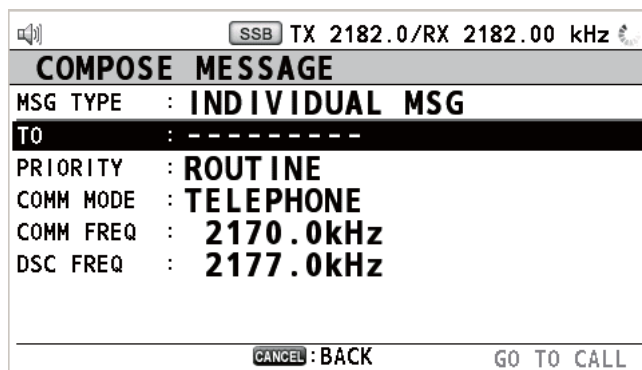 SSB TX 2182.0/RX 2182.00 kHz
COMPOSE MESSAGE
MSG TYPE : INDIVIDUAL MSG
TO : ---------
PRIORITY : ROUTINE
COMM MODE : TELEPHONE
COMM FREQ : 2170.0kHz
DSC FREQ : 2177.0kHz
CANCEL : BACK GO TO CALL